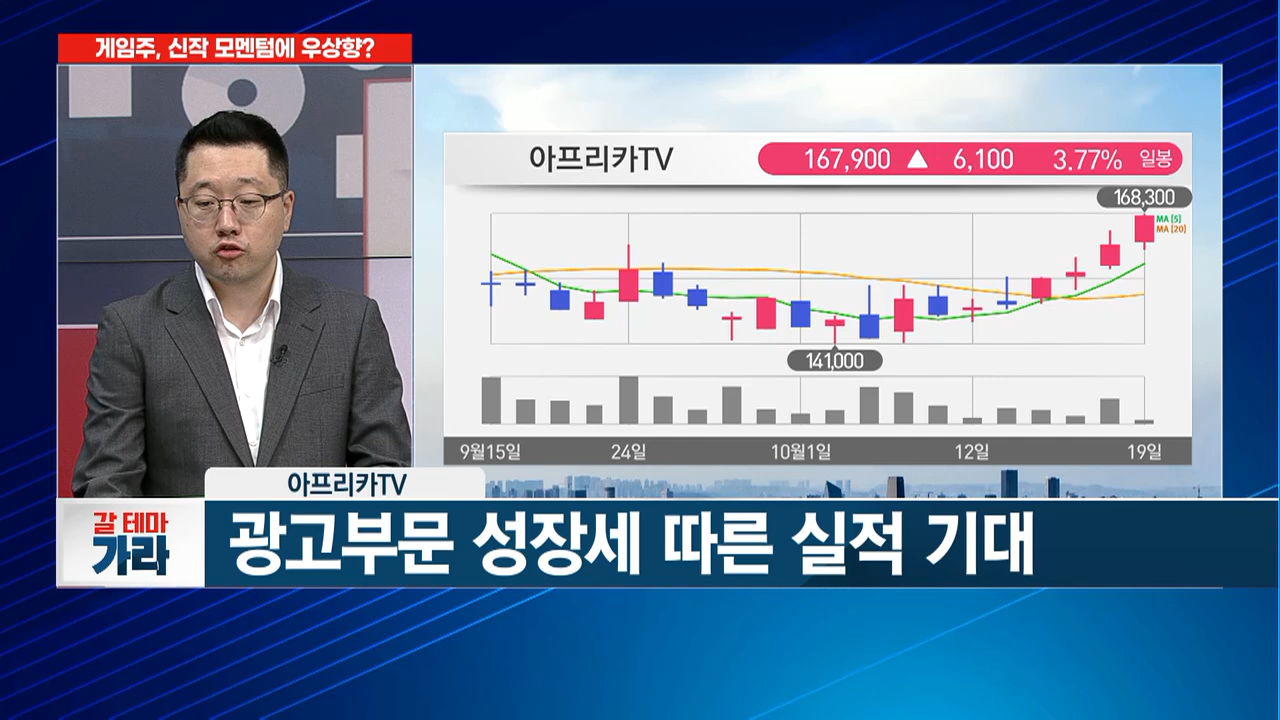 게임주, 신작 모멘텀에 우상향?
아프리카TV
167,900 ▲ 6,100 3.77% 일봉
168,300
MA [5]
MA [20]
141,000
9월15일 24일 10월1일 12일 19일
아프리카TV
갈 테마
가라
광고부문 성장세 따른 실적 기대